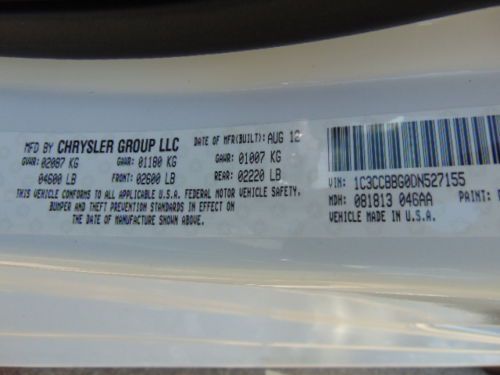 MFD BY CHRYSLER GROUP LLC DATE OF MFR(BUILT): AUG 12
GVWR: 02087 KG GAWR: 01180 KG GAWR: 01007 KG
04600 LB FRONT: 02600 LB REAR: 02220 LB
THIS VEHICLE CONFORMS TO ALL APPLICABLE U.S.A. FEDERAL MOTOR VEHICLE SAFETY,
BUMPER AND THEFT PREVENTION STANDARDS IN EFFECT ON
THE DATE OF MANUFACTURE SHOWN ABOVE.
VIN: 1C3CCBBG0DN527155
MDH: 081813 046AA PAINT:
VEHICLE MADE IN U.S.A.